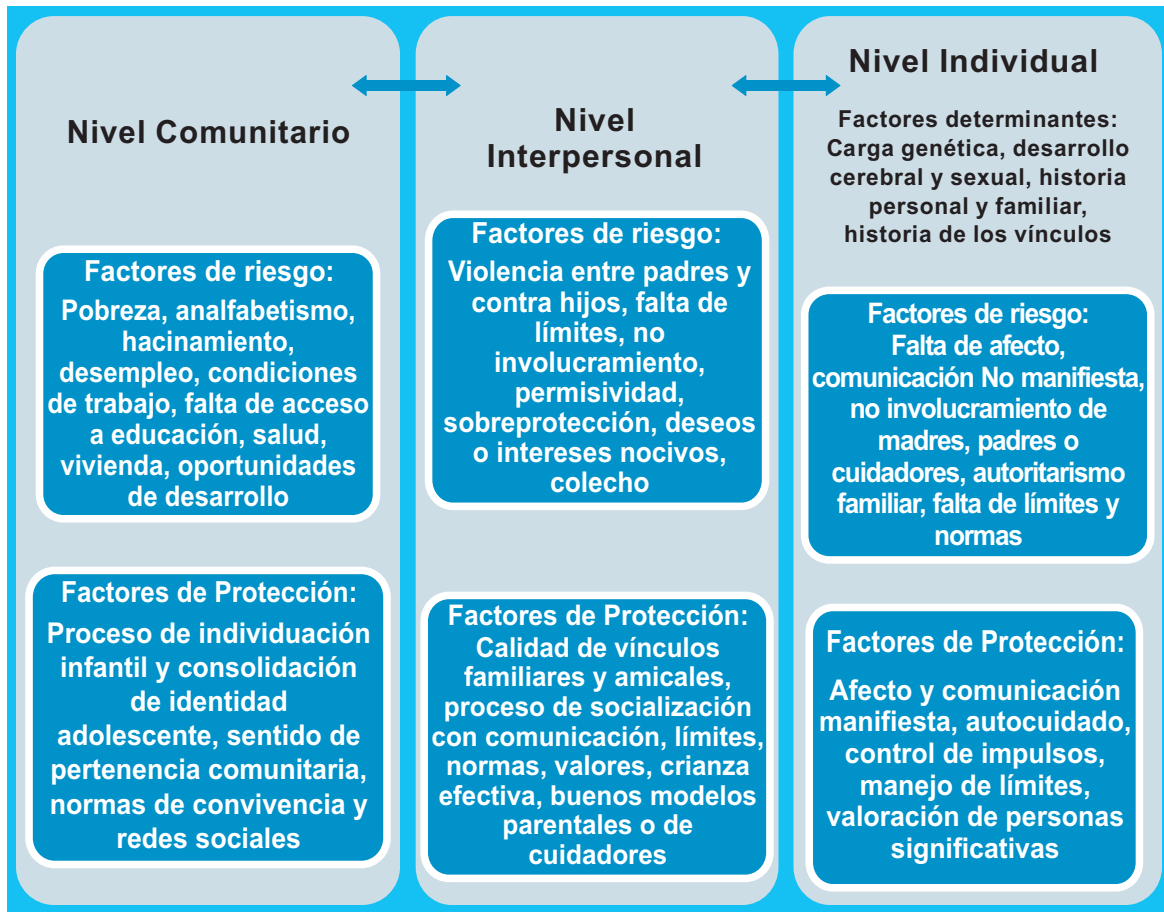 Nivel Comunitario
Factores de riesgo:
Pobreza, analfabetismo,
hacinamiento,
desempleo, condiciones
de trabajo, falta de acceso
a educación, salud,
vivienda, oportunidades
de desarrollo
Factores de Protección:
Proceso de individuación
infantil y consolidación
de identidad
adolescente, sentido de
pertenencia comunitaria,
normas de convivencia y
redes sociales
Nivel
Interpersonal
Factores de riesgo:
Violencia entre padres y
contra hijos, falta de
límites, no
involucramiento,
permisividad,
sobreprotección, deseos
o intereses nocivos,
colecho
Factores de Protección:
Calidad de vínculos
familiares y amicales,
proceso de socialización
con comunicación, límites,
normas, valores, crianza
efectiva, buenos modelos
parentales o de
cuidadores
Nivel Individual
Factores determinantes:
Carga genética, desarrollo
cerebral y sexual, historia
personal y familiar,
historia de los vínculos
Factores de riesgo:
Falta de afecto,
comunicación No manifiesta,
no involucramiento de
madres, padres o
cuidadores, autoritarismo
familiar, falta de límites y
normas
Factores de Protección:
Afecto y comunicación
manifiesta, autocuidado,
control de impulsos,
manejo de límites,
valoración de personas
significativas